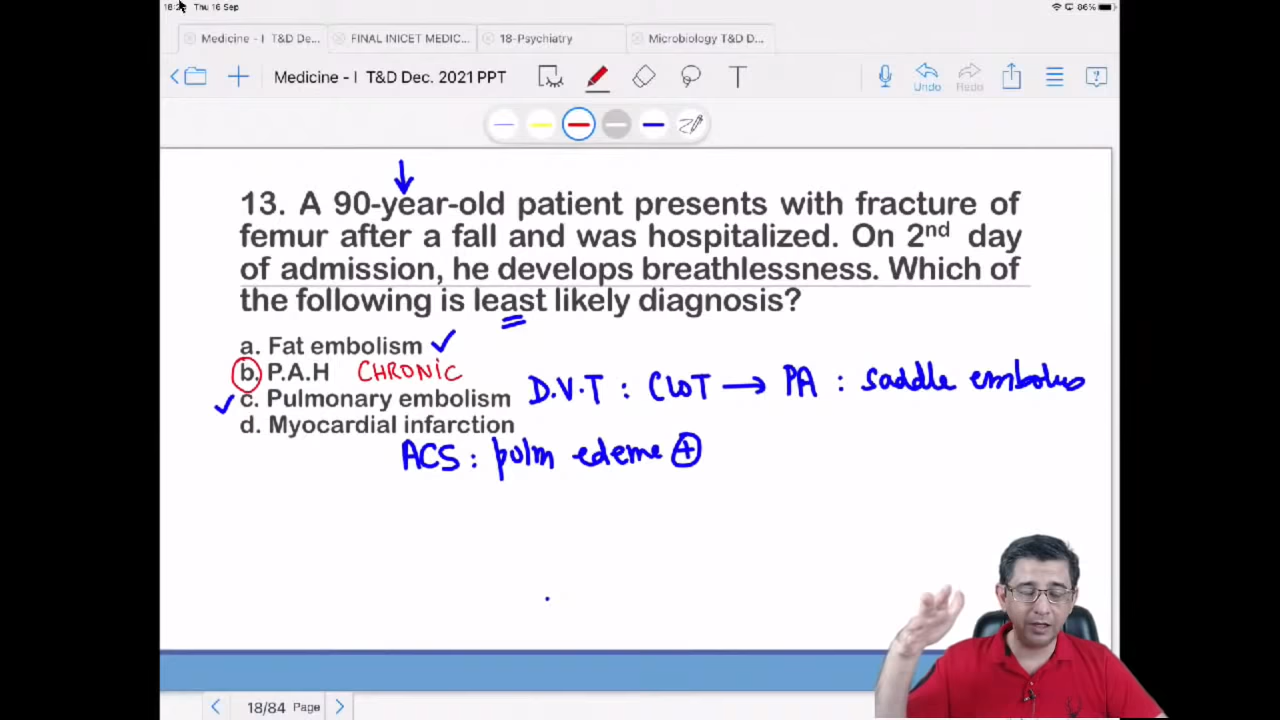 Thu 16 Sep
86%
Medicine - I T&D De...
FINAL INICET MEDIC...
18-Psychiatry
Microbiology T&D D...
Medicine - I T&D Dec. 2021 PPT
T
Undo
Redo
13. A 90-year-old patient presents with fracture of
femur after a fall and was hospitalized. On 2nd day
of admission, he develops breathlessness. Which of
the following is least likely diagnosis?
a. Fat embolism
b. P.A.H CHRONIC
c. Pulmonary embolism D.V.T : CLOT → PA : saddle embolus
d. Myocardial infarction
ACS : pulm edeme +
18/84 Page